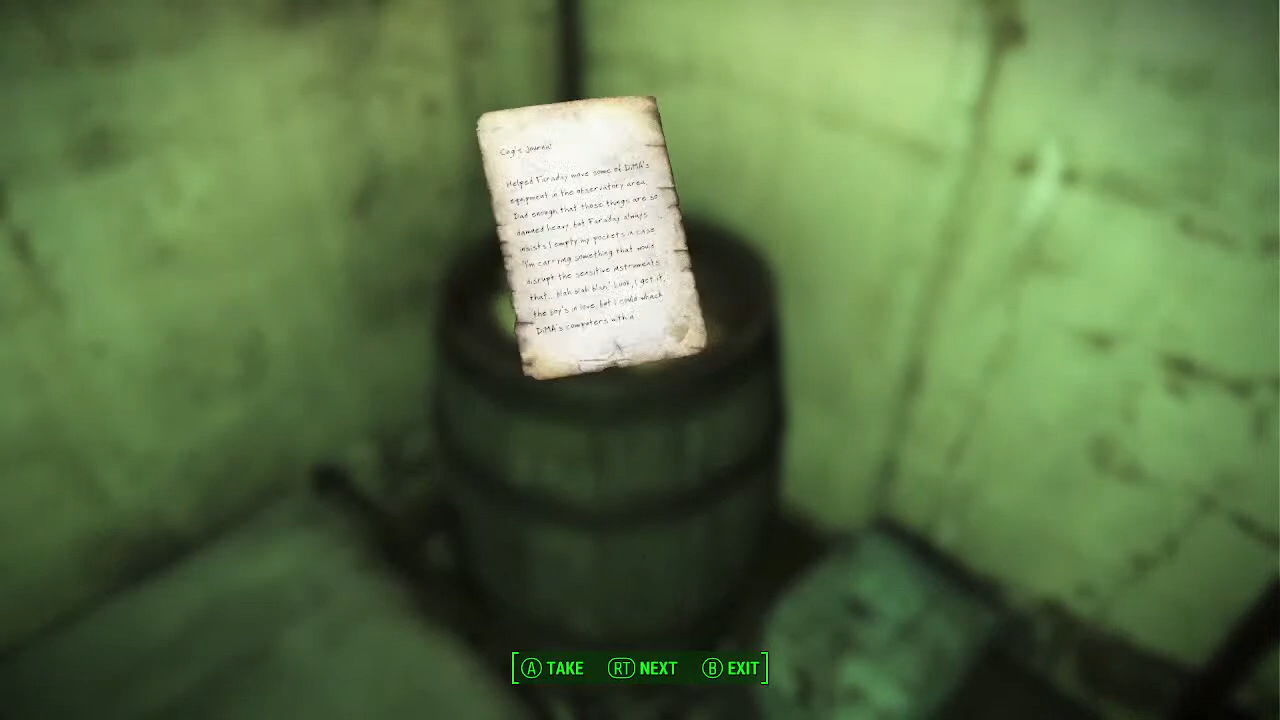 Cog's Journal
Helped Faraday move some of DiMA's
equipment in the observatory area.
Dad enough that those things are so
damned heavy, but Faraday always
insists I empty my pockets in case
"I'm carrying something that would
disrupt the sensitive instruments
that... blah blah blah." Look, I get it,
the boy's in love, but I could whack
DiMA's computers with a
A TAKE RT NEXT B EXIT